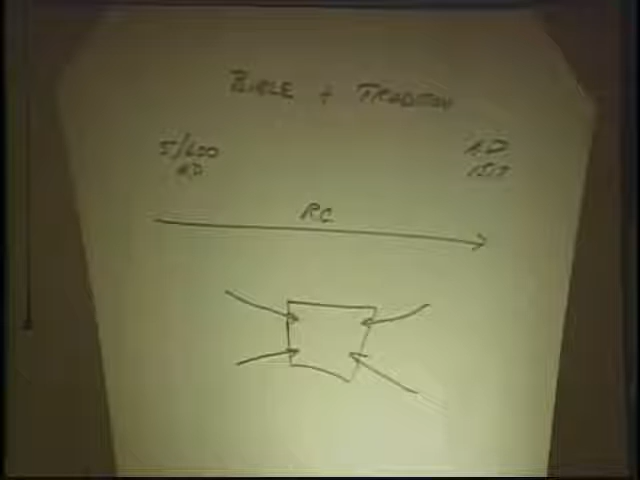 BIBLE + TRADITION
5/600 AD
AD 1517
RC